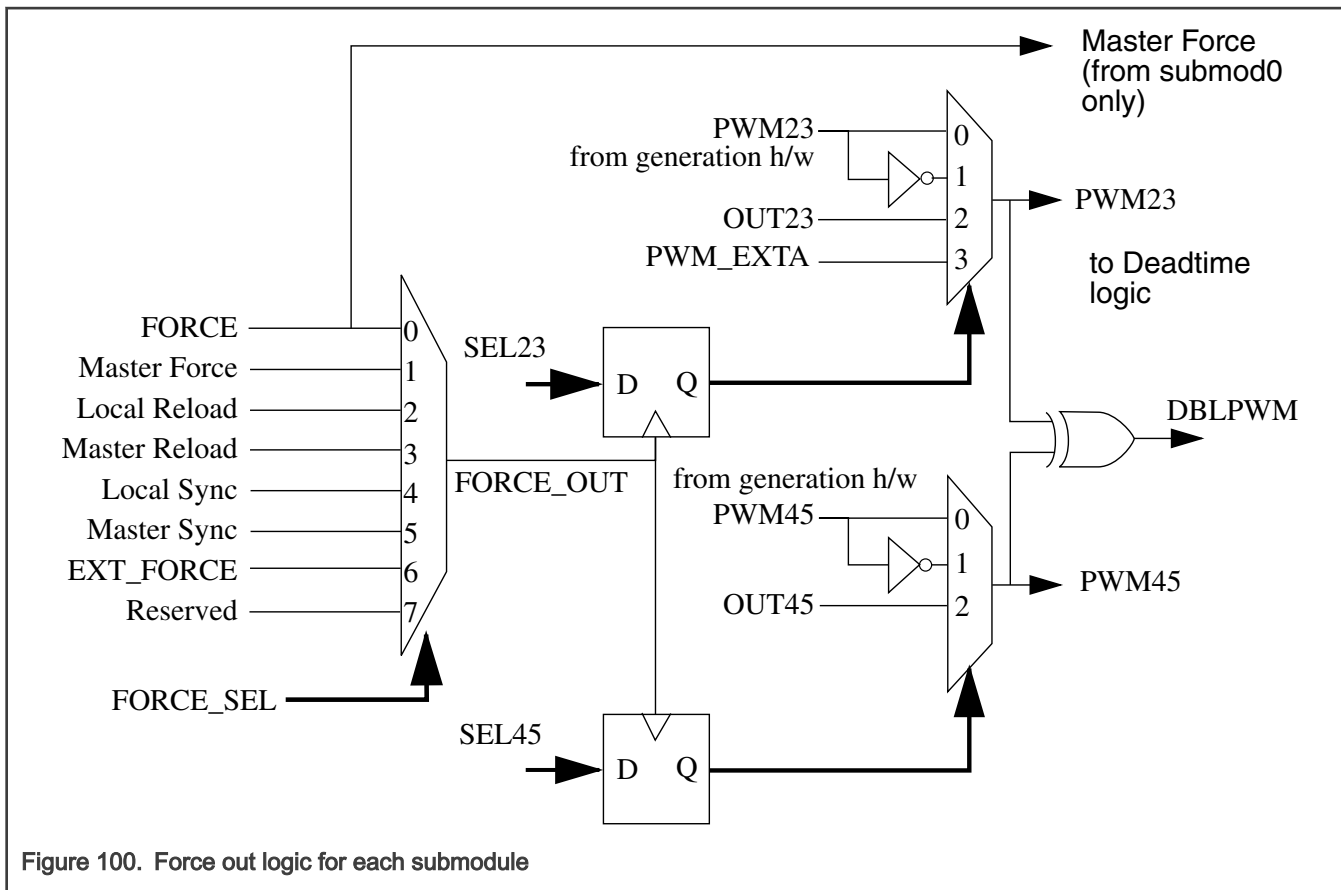 Master Force
(from submod0
only)
PWM23
from generation h/w
OUT23
PWM_EXTA
0
1
2
3
PWM23
to Deadtime
logic
FORCE
Master Force
Local Reload
Master Reload
Local Sync
Master Sync
EXT_FORCE
Reserved
0
1
2
3
4
5
6
7
FORCE_SEL
FORCE_OUT
SEL23
D Q
DBLPWM
from generation h/w
PWM45
OUT45
0
1
2
PWM45
SEL45
D Q
Figure 100. Force out logic for each submodule